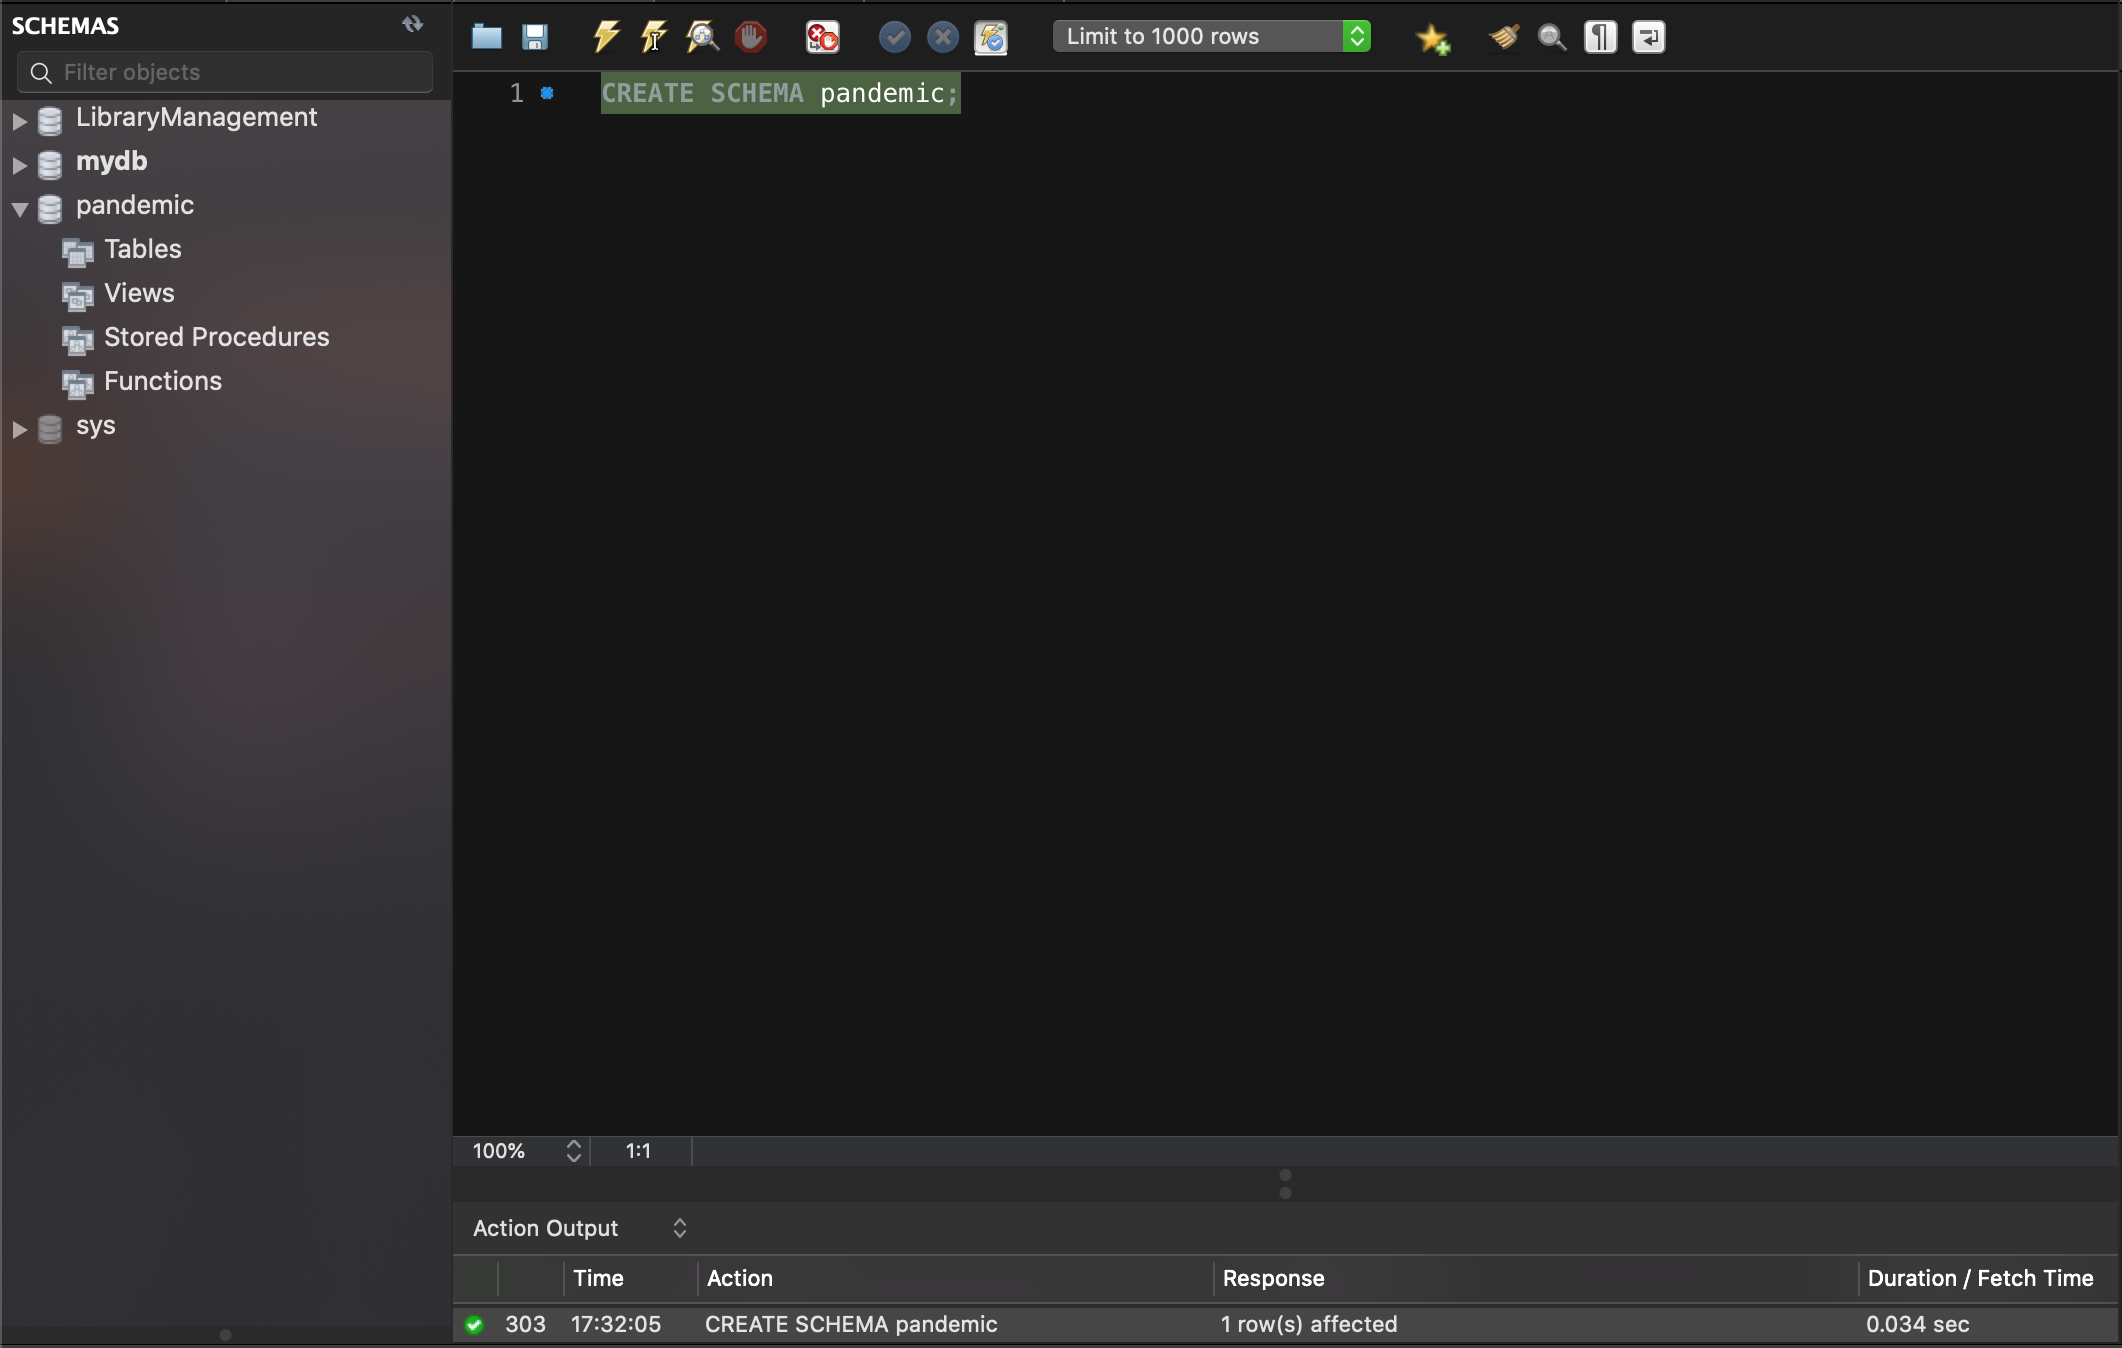 SCHEMAS
Filter objects
LibraryManagement
mydb
pandemic
Tables
Views
Stored Procedures
Functions
sys
Limit to 1000 rows
1 CREATE SCHEMA pandemic;
100% 1:1
Action Output
Time Action Response Duration / Fetch Time
303 17:32:05 CREATE SCHEMA pandemic 1 row(s) affected 0.034 sec